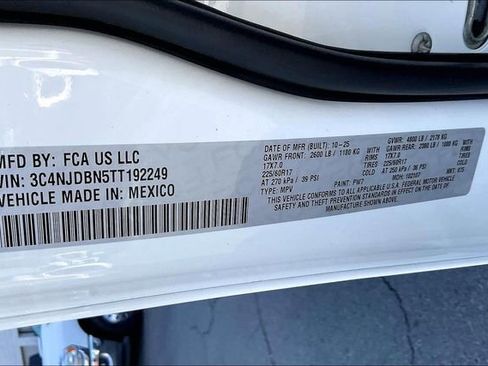 MFD BY: FCA US LLC
VIN: 3C4NJDBN5TT192249
VEHICLE MADE IN: MEXICO
DATE OF MFR (BUILT): 10-25 GVWR: 4800 LB / 2178 KG
GAWR FRONT: 2600 LB / 1180 KG GAWR REAR: 2380 LB / 1080 KG
17X7.0 17X7.0
225/60R17 225/60R17
AT 270 kPa / 39 PSI COLD AT 250 kPa / 36 PSI COLD
TYPE: MPV PAINT: PW7 MDH: 102107 MKT: K15
THIS VEHICLE CONFORMS TO ALL APPLICABLE U.S.A. FEDERAL MOTOR VEHICLE
SAFETY AND THEFT PREVENTION STANDARDS IN EFFECT ON THE DATE OF
MANUFACTURE SHOWN ABOVE.